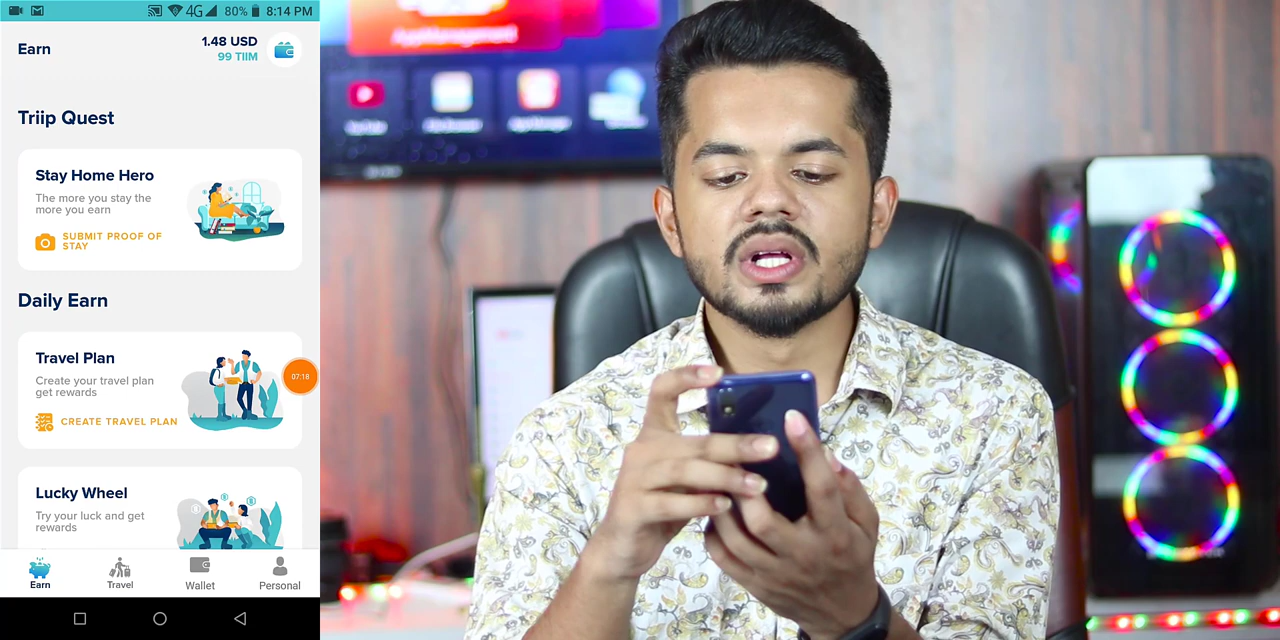 4G 80% 8:14 PM
Earn
1.48 USD
99 TIIM
Triip Quest
Stay Home Hero
The more you stay the
more you earn
SUBMIT PROOF OF
STAY
Daily Earn
Travel Plan
Create your travel plan
get rewards
CREATE TRAVEL PLAN
07:18
Lucky Wheel
Try your luck and get
rewards
Earn
Travel
Wallet
Personal
AppManagement
YouTube